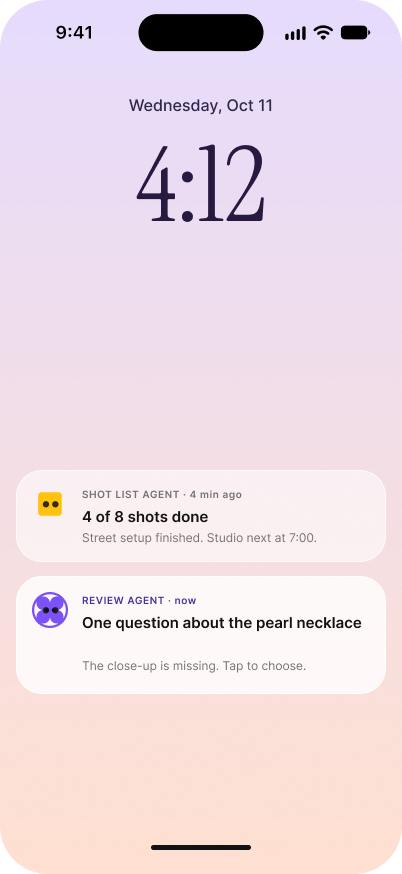 9:41
Wednesday, Oct 11
4:12
SHOT LIST AGENT · 4 min ago
4 of 8 shots done
Street setup finished. Studio next at 7:00.
REVIEW AGENT · now
One question about the pearl necklace
The close-up is missing. Tap to choose.